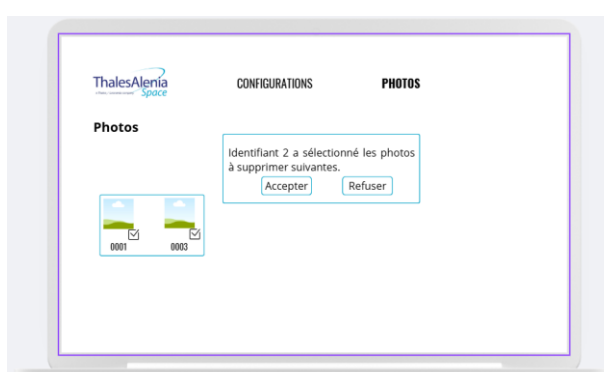 ThalesAlenia
Space
CONFIGURATIONS
PHOTOS
Photos
Identifiant 2 a sélectionné les photos
à supprimer suivantes.
Accepter
Refuser
0001
0003